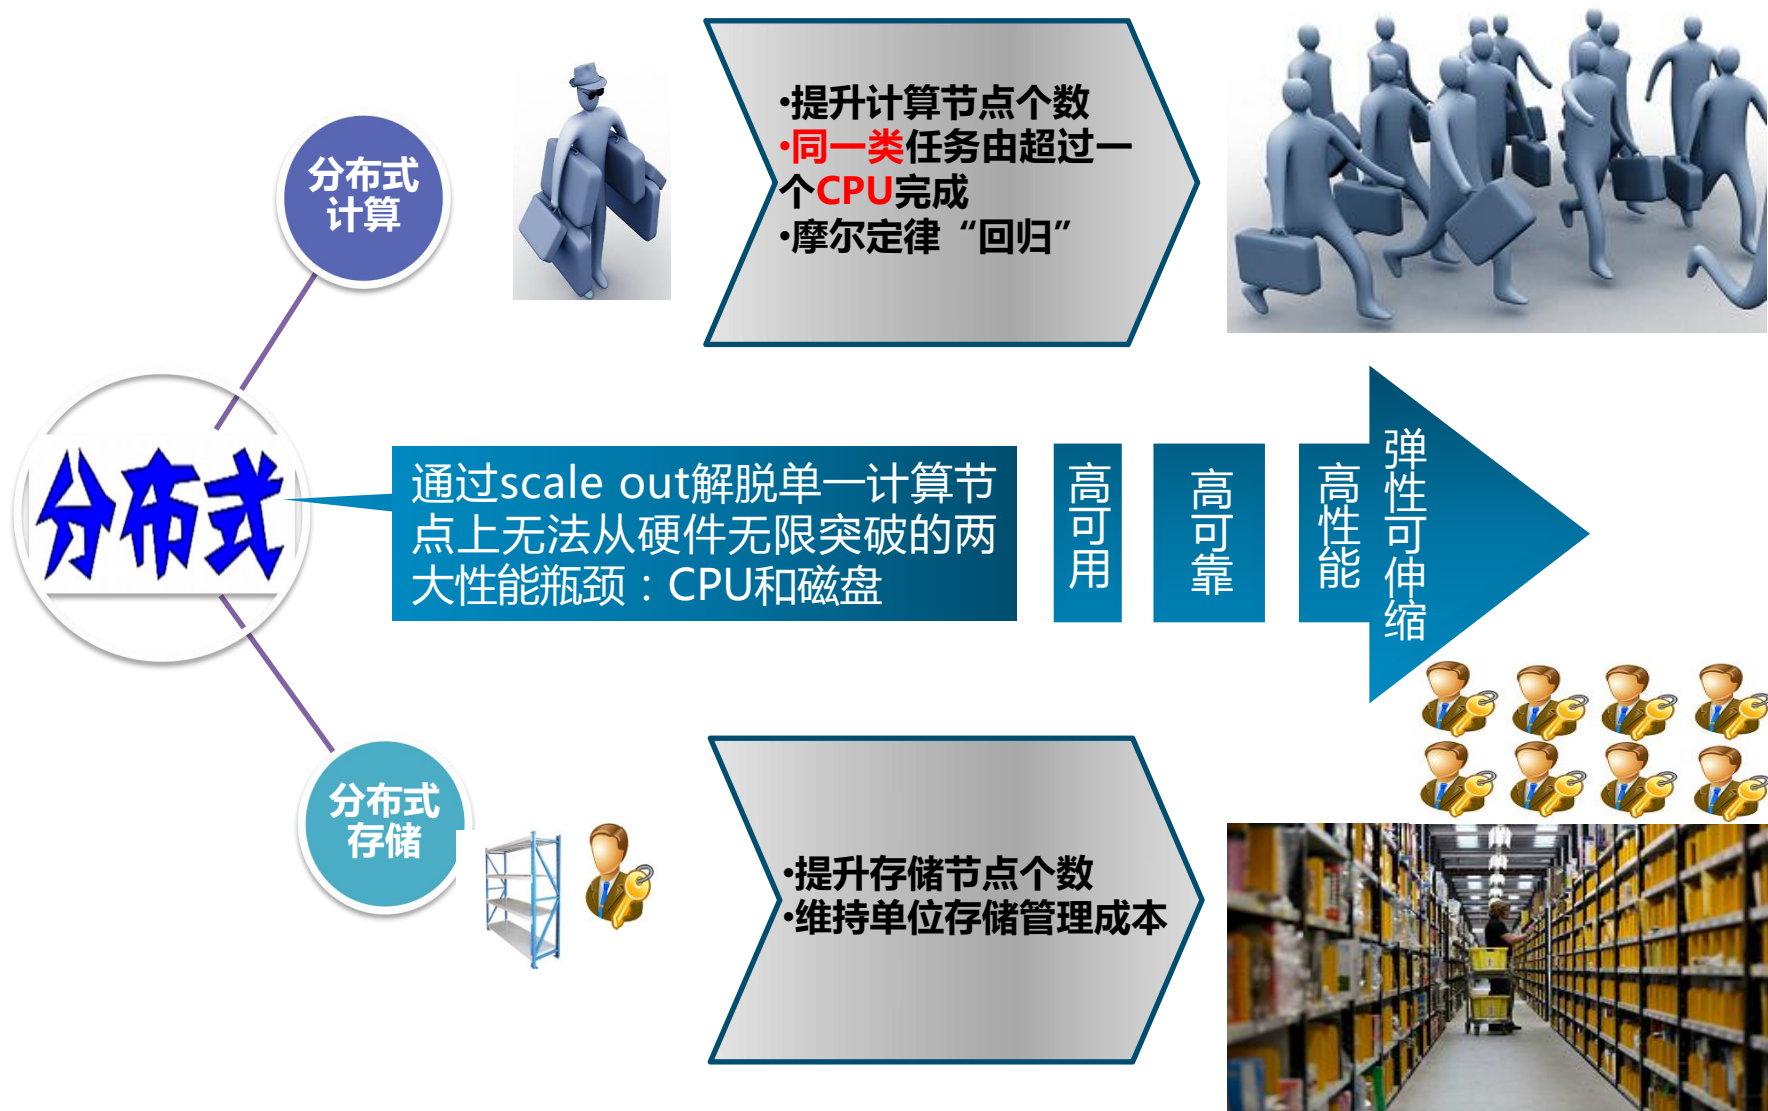 分布式
计算
•提升计算节点个数
•同一类任务由超过一
个CPU完成
•摩尔定律“回归”
分布式
通过scale out解脱单一计算节
点上无法从硬件无限突破的两
大性能瓶颈：CPU和磁盘
高可用
高可靠
高性能
弹性可伸缩
分布式
存储
•提升存储节点个数
•维持单位存储管理成本